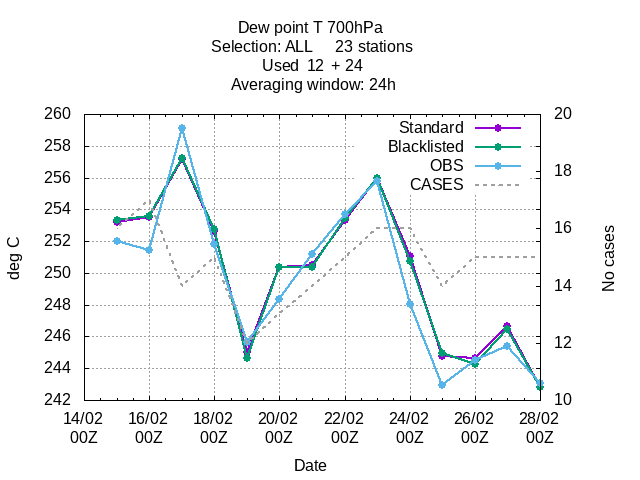 Dew point T 700hPa
Selection: ALL 23 stations
Used 12 + 24
Averaging window: 24h
260 20
258
256 18
254
252 16
250 14
248
246 12
244
242 10
deg C
No cases
Standard
Blacklisted
OBS
CASES
14/02 16/02 18/02 20/02 22/02 24/02 26/02 28/02
00Z 00Z 00Z 00Z 00Z 00Z 00Z 00Z
Date